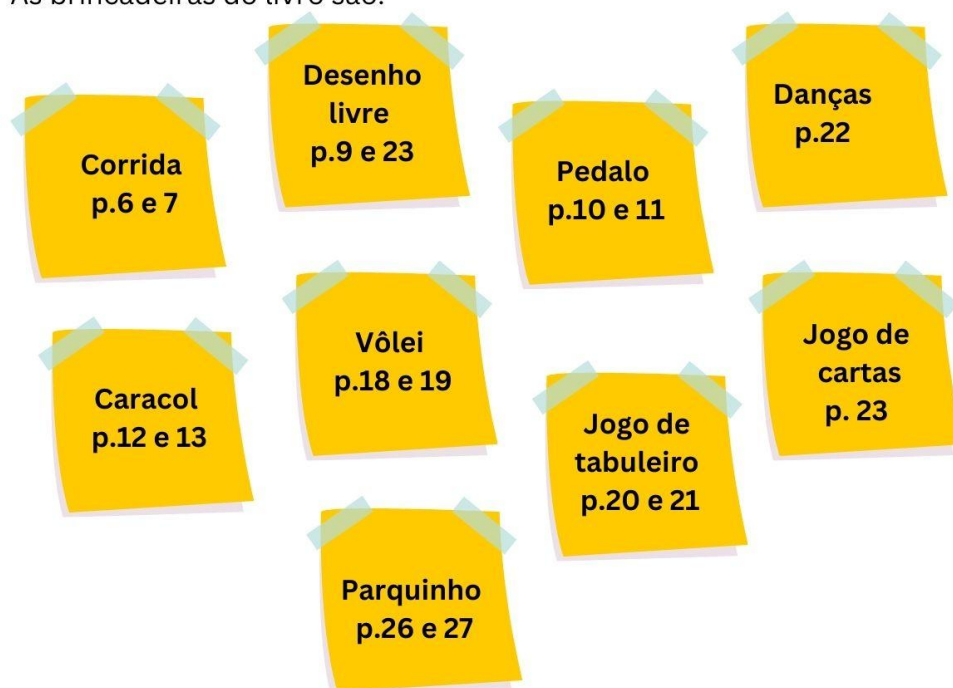 As brincadeiras do livro são:
Desenho
livre
p.9 e 23
Danças
p.22
Corrida
p.6 e 7
Pedalo
p.10 e 11
Vôlei
p.18 e 19
Jogo de
cartas
p. 23
Caracol
p.12 e 13
Jogo de
tabuleiro
p.20 e 21
Parquinho
p.26 e 27